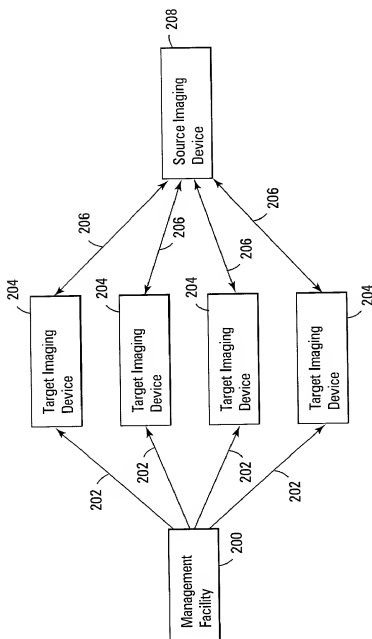 Management
Facility
200
202
202
202
202
Target Imaging
Device
204
Target Imaging
Device
204
Target Imaging
Device
204
Target Imaging
Device
204
206
206
206
206
Source Imaging
Device
208